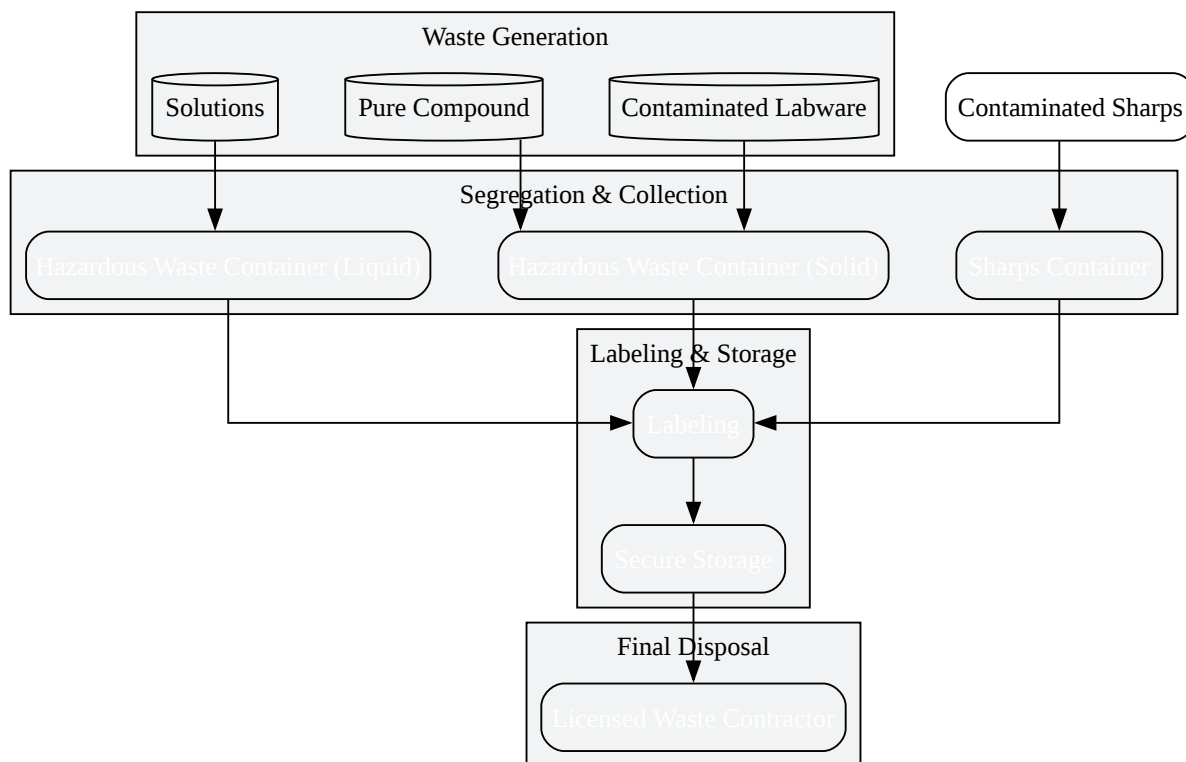 Waste Generation
Solutions
Pure Compound
Contaminated Labware
Contaminated Sharps
Segregation & Collection
Hazardous Waste Container (Liquid)
Hazardous Waste Container (Solid)
Sharps Container
Labeling & Storage
Labeling
Secure Storage
Final Disposal
Licensed Waste Contractor